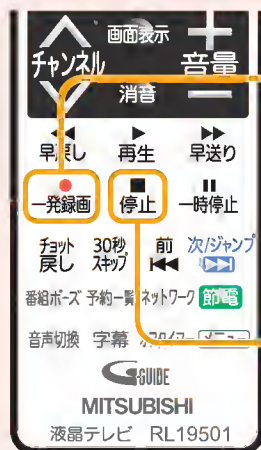 画面表示
チャンネル 音量
消音
早戻し 再生 早送り
一発録画 停止 一時停止
チョット戻し 30秒スキップ 前 次/ジャンプ
番組ポーズ 予約一覧 ネットワーク 節電
音声切換 字幕 メニュー
G-GUIDE
MITSUBISHI
液晶テレビ RL19501